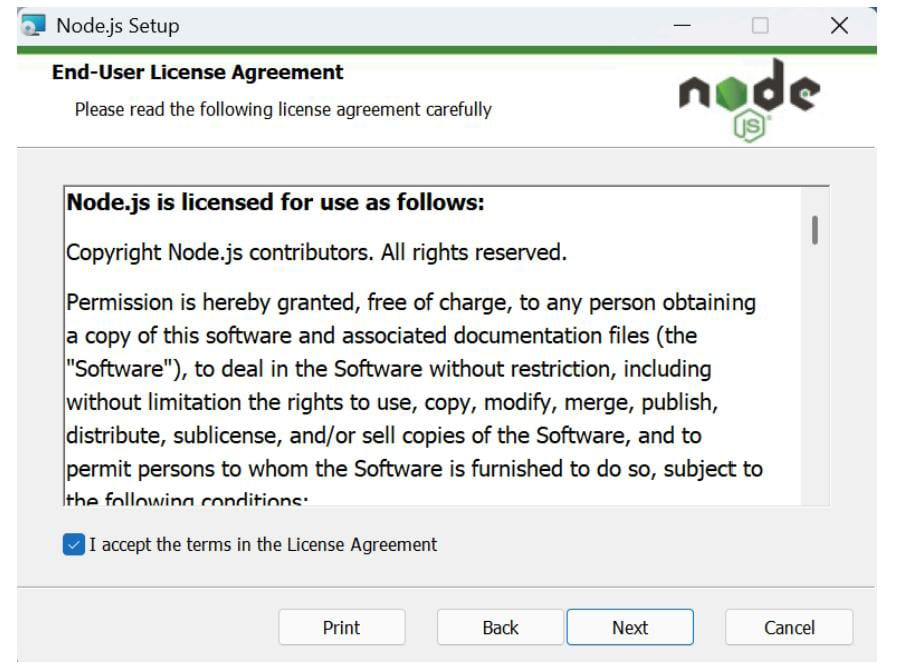 Node.js Setup
End-User License Agreement
Please read the following license agreement carefully
node
JS
Node.js is licensed for use as follows:
Copyright Node.js contributors. All rights reserved.
Permission is hereby granted, free of charge, to any person obtaining
a copy of this software and associated documentation files (the
"Software"), to deal in the Software without restriction, including
without limitation the rights to use, copy, modify, merge, publish,
distribute, sublicense, and/or sell copies of the Software, and to
permit persons to whom the Software is furnished to do so, subject to
the following conditions:
I accept the terms in the License Agreement
Print Back Next Cancel